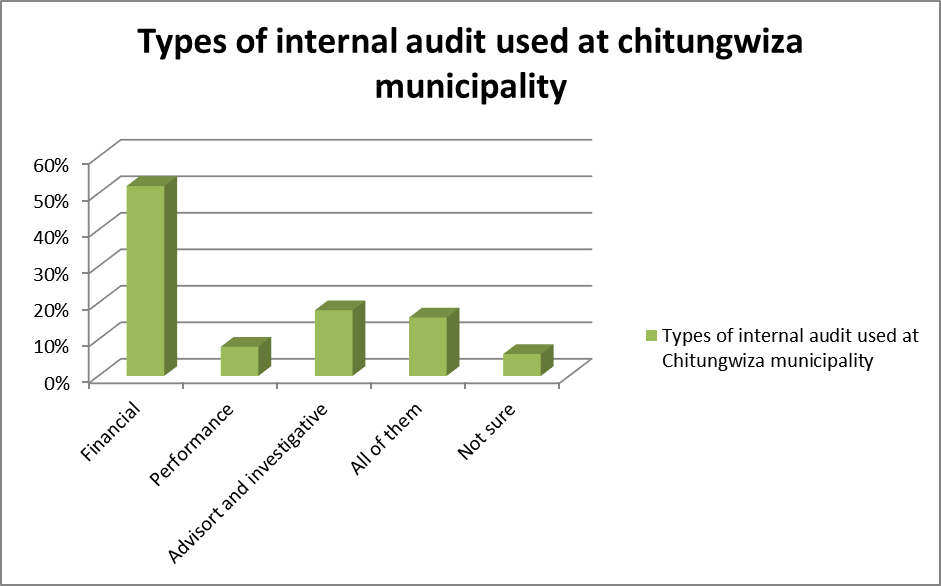 Types of internal audit used at chitungwiza
municipality
60%
50%
40%
30%
20%
10%
0%
Financial
Performance
Advisort and investigative
All of them
Not sure
Types of internal audit used at
Chitungwiza municipality